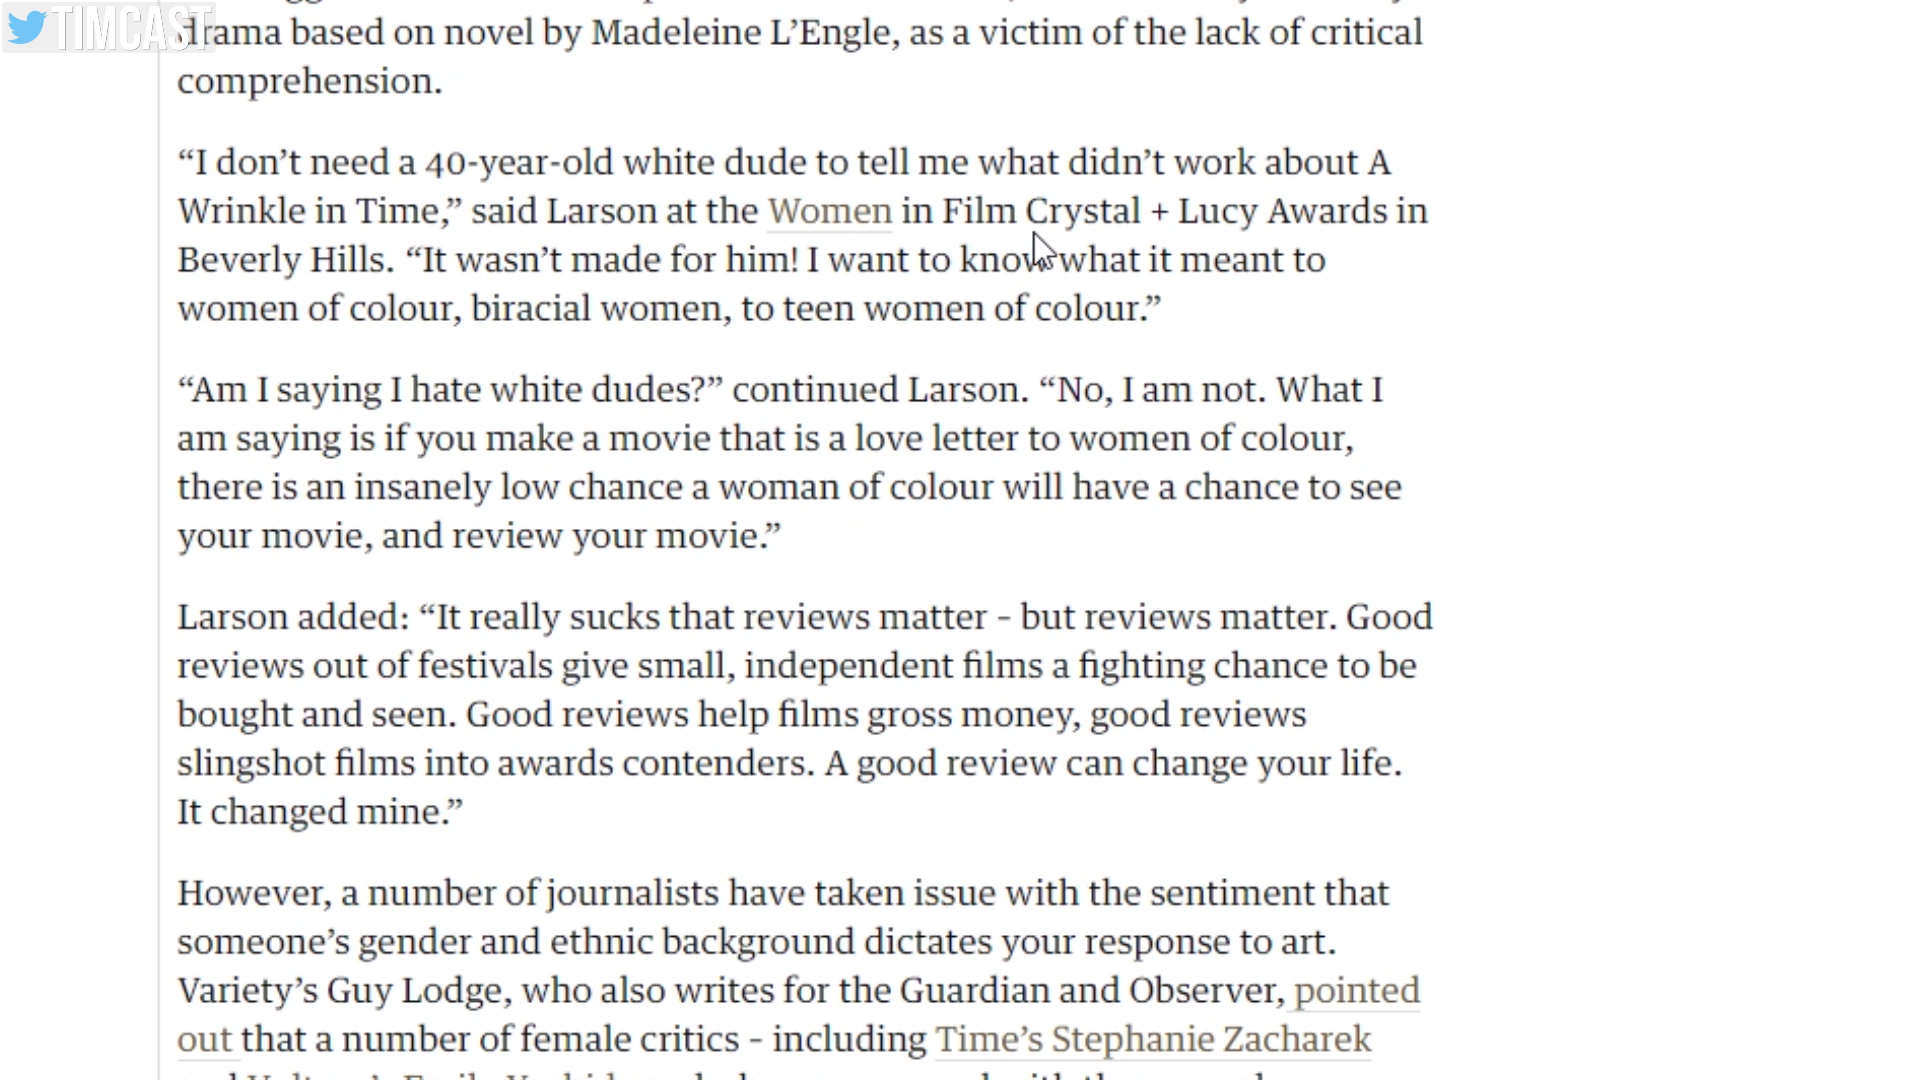 TIMCAST
drama based on novel by Madeleine L’Engle, as a victim of the lack of critical
comprehension.
“I don’t need a 40-year-old white dude to tell me what didn’t work about A
Wrinkle in Time,” said Larson at the Women in Film Crystal + Lucy Awards in
Beverly Hills. “It wasn’t made for him! I want to know what it meant to
women of colour, biracial women, to teen women of colour.”
“Am I saying I hate white dudes?” continued Larson. “No, I am not. What I
am saying is if you make a movie that is a love letter to women of colour,
there is an insanely low chance a woman of colour will have a chance to see
your movie, and review your movie.”
Larson added: “It really sucks that reviews matter – but reviews matter. Good
reviews out of festivals give small, independent films a fighting chance to be
bought and seen. Good reviews help films gross money, good reviews
slingshot films into awards contenders. A good review can change your life.
It changed mine.”
However, a number of journalists have taken issue with the sentiment that
someone’s gender and ethnic background dictates your response to art.
Variety’s Guy Lodge, who also writes for the Guardian and Observer, pointed
out that a number of female critics – including Time’s Stephanie Zacharek